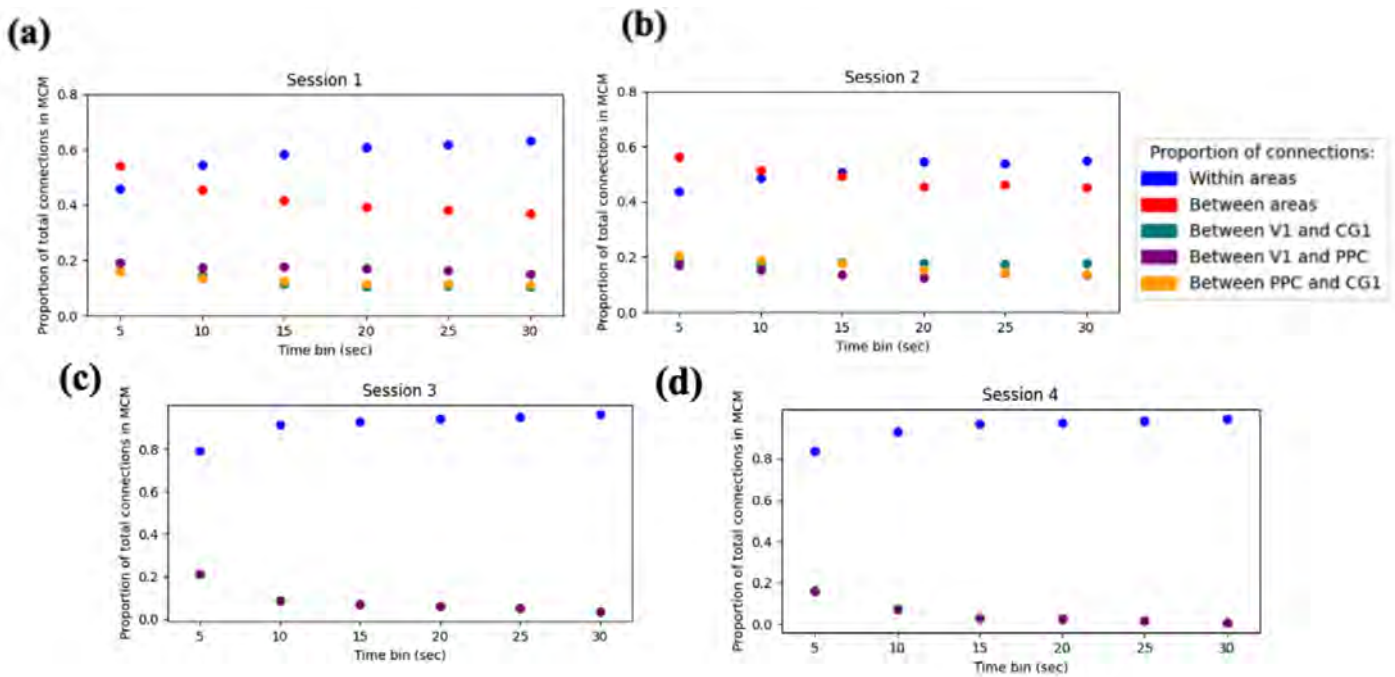 (a)
Session 1
Proportion of total connections in MCM
0.8
0.6
0.4
0.2
0.0
5 10 15 20 25 30
Time bin (sec)
(b)
Session 2
Proportion of total connections in MCM
0.8
0.6
0.4
0.2
0.0
5 10 15 20 25 30
Time bin (sec)
Proportion of connections:
Within areas
Between areas
Between V1 and CG1
Between V1 and PPC
Between PPC and CG1
(c)
Session 3
Proportion of total connections in MCM
0.8
0.6
0.4
0.2
0.0
5 10 15 20 25 30
Time bin (sec)
(d)
Session 4
Proportion of total connections in MCM
0.8
0.6
0.4
0.2
0.0
5 10 15 20 25 30
Time bin (sec)